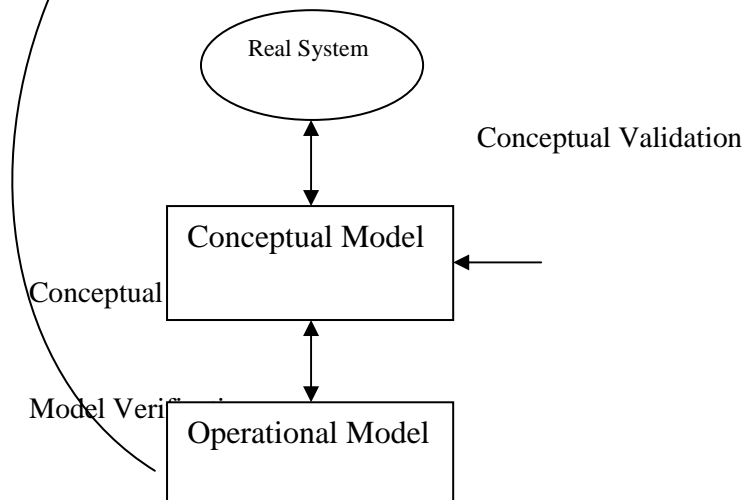 Real System
Conceptual Validation
Conceptual Model
Conceptual
Model
Operational Model